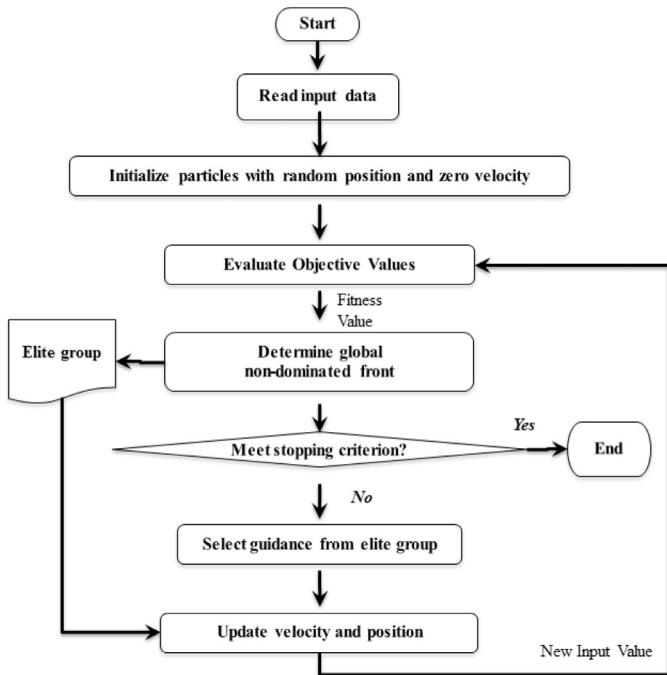 Start
Read input data
Initialize particles with random position and zero velocity
Evaluate Objective Values
Fitness
Value
Elite group
Determine global
non-dominated front
Yes
Meet stopping criterion?
End
No
Select guidance from elite group
Update velocity and position
New Input Value